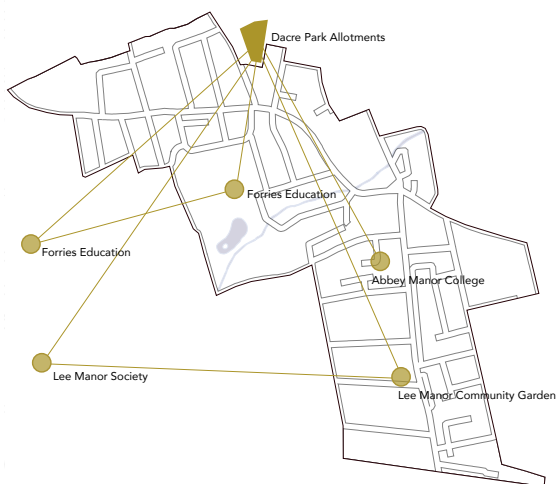 Dacre Park Allotments
Forries Education
Forries Education
Abbey Manor College
Lee Manor Society
Lee Manor Community Garden